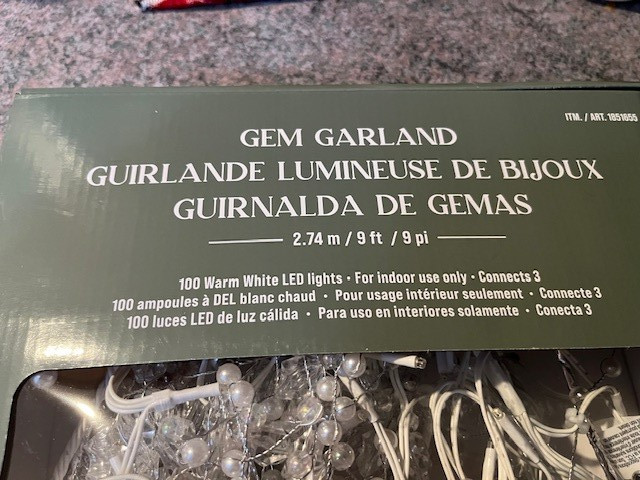 ITM. / ART. 1851655
GEM GARLAND
GUIRLANDE LUMINEUSE DE BIJOUX
GUIRNALDA DE GEMAS
2.74 m / 9 ft / 9 pi
100 Warm White LED lights • For indoor use only • Connects 3
100 ampoules à DEL blanc chaud • Pour usage intérieur seulement • Connecte 3
100 luces LED de luz cálida • Para uso en interiores solamente • Conecta 3